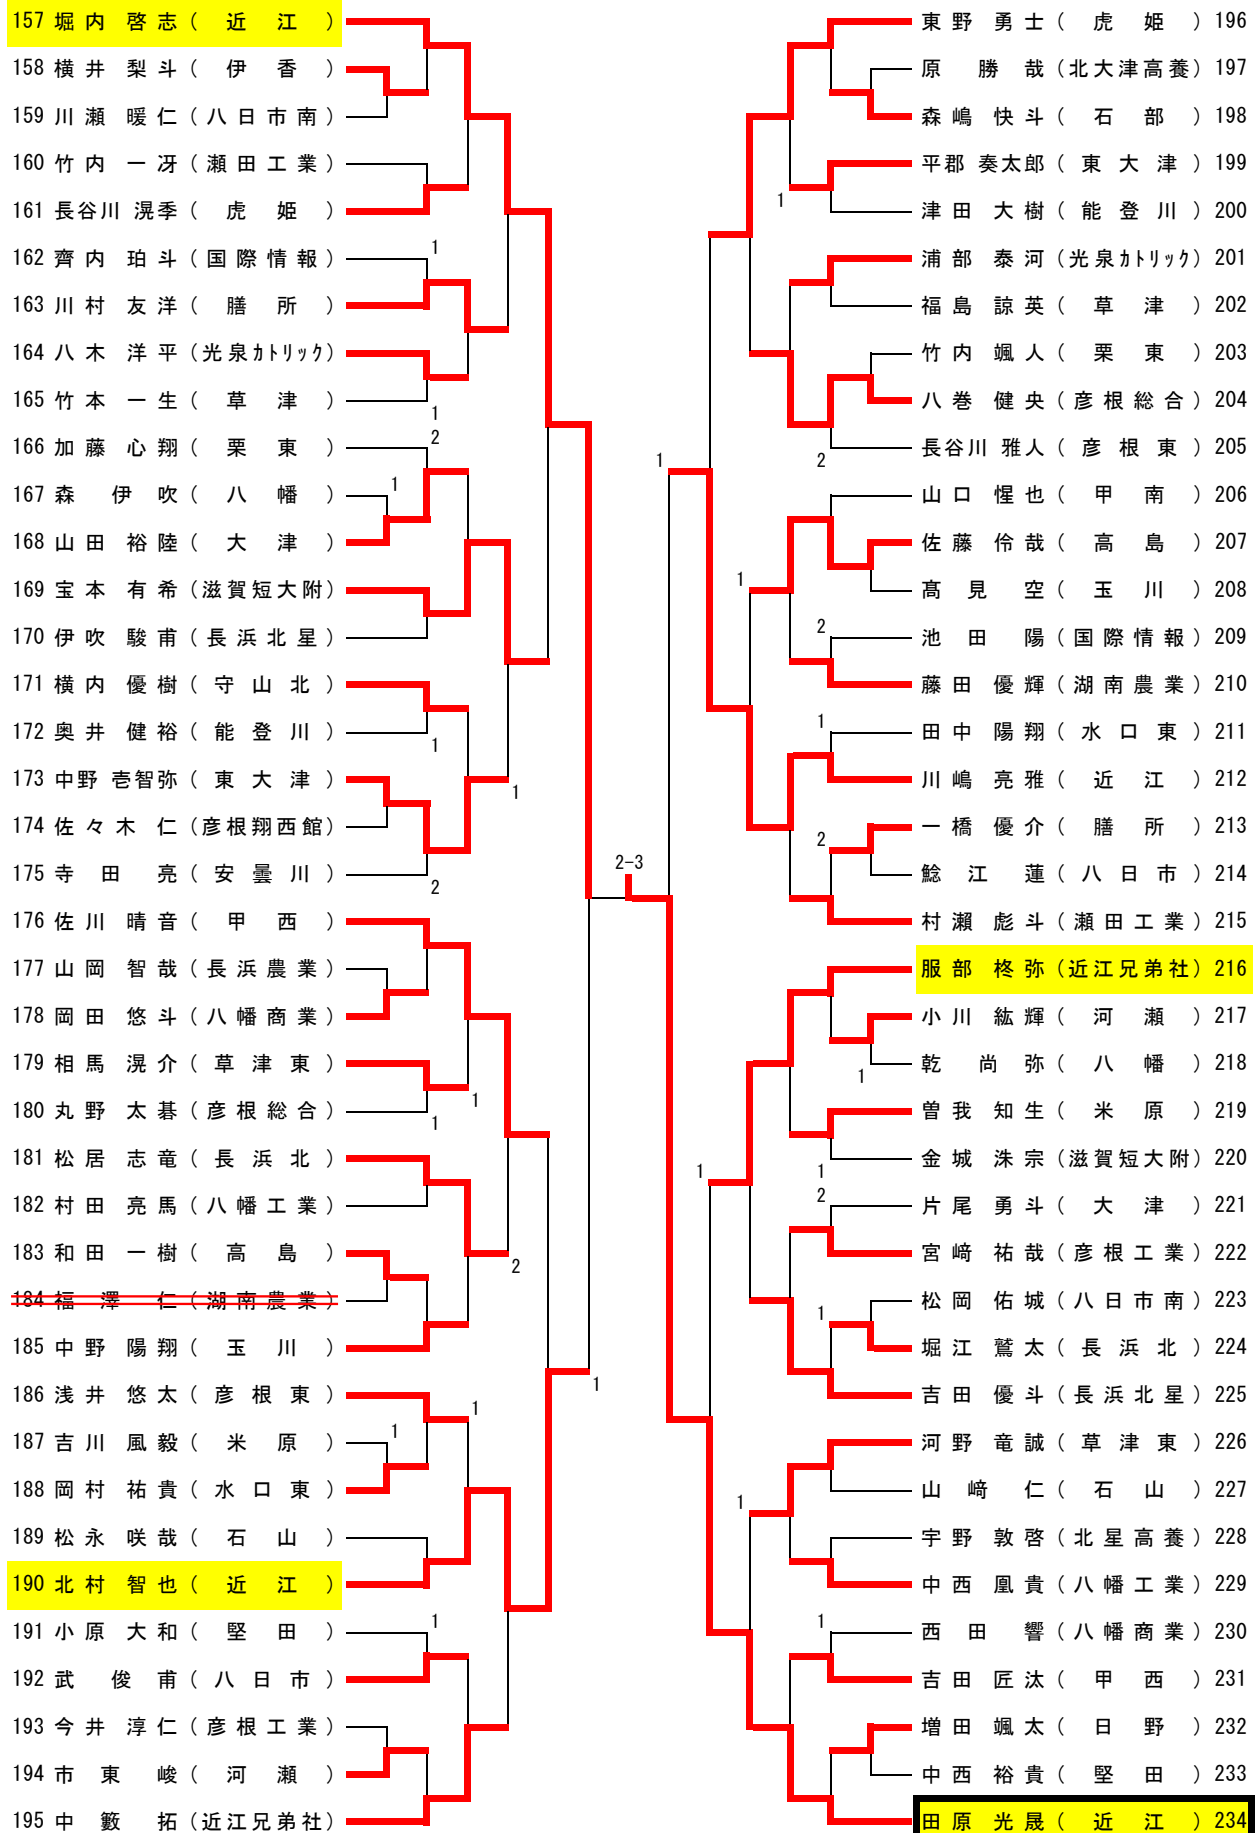 157 堀内 啓志 （ 近 江 ）
158 横井 梨斗 （ 伊 香 ）
159 川瀬 暖仁 （八日市南）
160 竹内 一冴 （瀬田工業）
161 長谷川 滉季 （ 虎 姫 ）
162 齊内 珀斗 （国際情報） 1
163 川村 友洋 （ 膳 所 ）
164 八木 洋平 （光泉カトリック）
165 竹本 一生 （ 草 津 ） 1
166 加藤 心翔 （ 栗 東 ） 2
167 森 伊吹 （ 八 幡 ） 1
168 山田 裕陸 （ 大 津 ）
169 宝本 有希 （滋賀短大附）
170 伊吹 駿甫 （長浜北星）
171 横内 優樹 （ 守山北 ）
172 奥井 健裕 （ 能登川 ） 1
173 中野 壱智弥 （ 東大津 ） 1
174 佐々木 仁 （彦根翔西館）
175 寺田 亮 （ 安曇川 ） 2
176 佐川 晴音 （ 甲 西 ）
177 山岡 智哉 （長浜農業）
178 岡田 悠斗 （八幡商業）
179 相馬 滉介 （ 草津東 ） 1
180 丸野 太碁 （彦根総合） 1
181 松居 志竜 （ 長浜北 ）
182 村田 亮馬 （八幡工業）
183 和田 一樹 （ 高 島 ） 2
184 福澤 仁 （湖南農業）
185 中野 陽翔 （ 玉 川 ） 1
186 浅井 悠太 （ 彦根東 ） 1
187 吉川 風毅 （ 米 原 ） 1
188 岡村 祐貴 （ 水口東 ）
189 松永 咲哉 （ 石 山 ）
190 北村 智也 （ 近 江 ）
191 小原 大和 （ 堅 田 ） 1
192 武 俊甫 （ 八日市 ）
193 今井 淳仁 （彦根工業）
194 市東 峻 （ 河 瀬 ）
195 中籔 拓 （近江兄弟社）
2-3
東野 勇士 （ 虎 姫 ） 196
原 勝哉 （北大津高養） 197
森嶋 快斗 （ 石 部 ） 198
平郡 奏太郎 （ 東大津 ） 199
1 津田 大樹 （ 能登川 ） 200
浦部 泰河 （光泉カトリック） 201
福島 諒英 （ 草 津 ） 202
竹内 颯人 （ 栗 東 ） 203
八巻 健央 （彦根総合） 204
1 2 長谷川 雅人 （ 彦根東 ） 205
山口 惺也 （ 甲 南 ） 206
佐藤 伶哉 （ 高 島 ） 207
1 髙見 空 （ 玉 川 ） 208
2 池田 陽 （国際情報） 209
藤田 優輝 （湖南農業） 210
1 田中 陽翔 （ 水口東 ） 211
川嶋 亮雅 （ 近 江 ） 212
2 一橋 優介 （ 膳 所 ） 213
鯰江 蓮 （ 八日市 ） 214
村瀬 彪斗 （瀬田工業） 215
服部 柊弥 （近江兄弟社） 216
小川 紘輝 （ 河 瀬 ） 217
1 乾 尚弥 （ 八 幡 ） 218
曽我 知生 （ 米 原 ） 219
1 1 金城 洙宗 （滋賀短大附） 220
2 片尾 勇斗 （ 大 津 ） 221
宮﨑 祐哉 （彦根工業） 222
1 松岡 佑城 （八日市南） 223
堀江 鷲太 （ 長浜北 ） 224
吉田 優斗 （長浜北星） 225
河野 竜誠 （ 草津東 ） 226
1 山﨑 仁 （ 石 山 ） 227
宇野 敦啓 （北星高養） 228
中西 凰貴 （八幡工業） 229
1 西田 響 （八幡商業） 230
吉田 匠汰 （ 甲 西 ） 231
増田 颯太 （ 日 野 ） 232
中西 裕貴 （ 堅 田 ） 233
田原 光晟 （ 近 江 ） 234